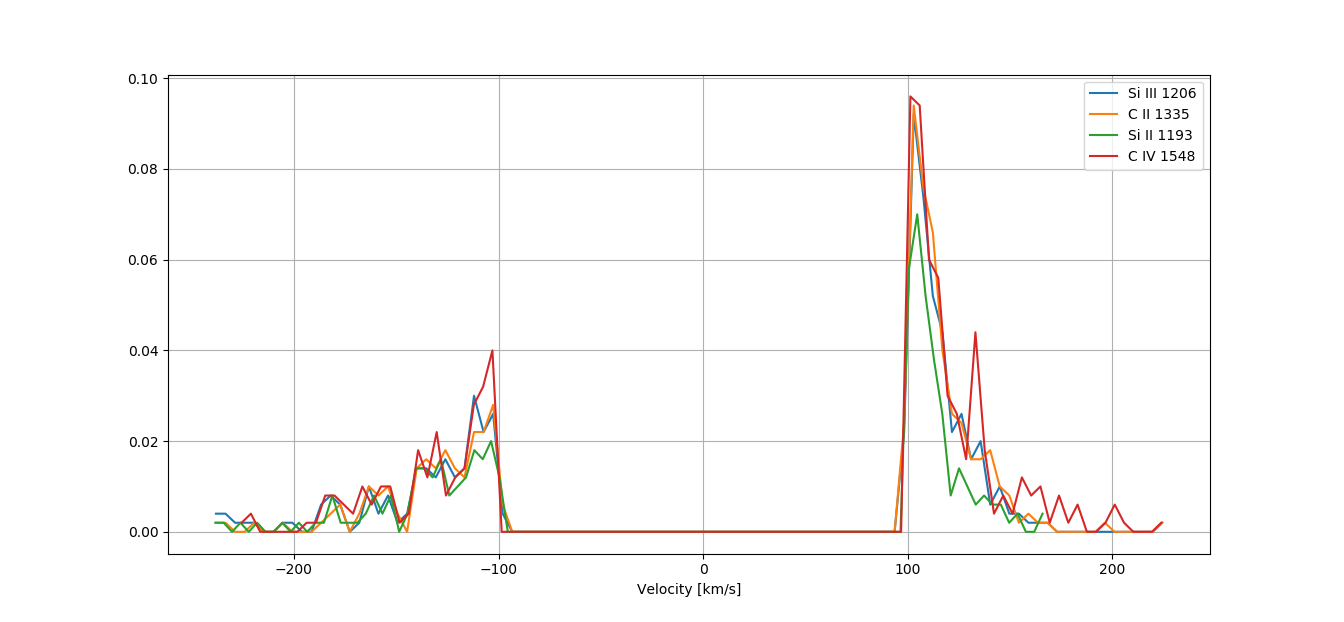 0.10
0.08
0.06
0.04
0.02
0.00
−200 −100 0 100 200
Velocity [km/s]
Si III 1206
C II 1335
Si II 1193
C IV 1548